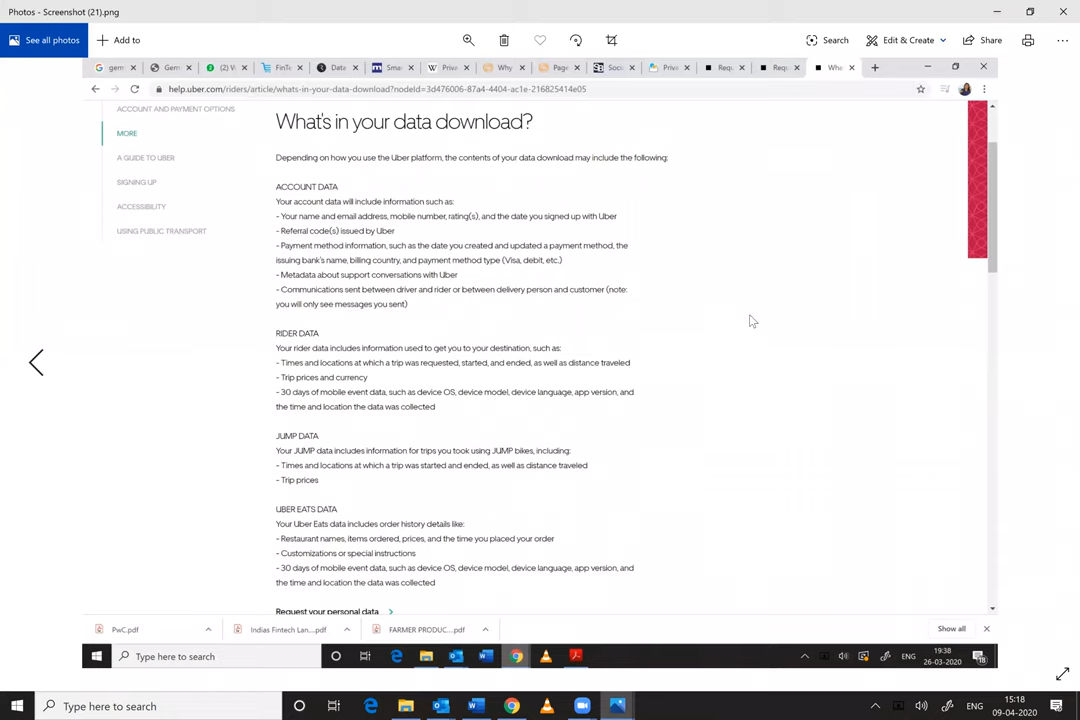 Photos - Screenshot (21).png
See all photos
Add to
Search
Edit & Create
Share
G gem
Gem
(2) V
FinTe
Data
Sma
W Priva
Why
Page
Soci
Priva
Requ
Requ
Wha
help.uber.com/riders/article/whats-in-your-data-download?nodeId=3d476006-87a4-4404-ac1e-216825414e05
ACCOUNT AND PAYMENT OPTIONS
MORE
A GUIDE TO UBER
SIGNING UP
ACCESSIBILITY
USING PUBLIC TRANSPORT
What's in your data download?
Depending on how you use the Uber platform, the contents of your data download may include the following:
ACCOUNT DATA
Your account data will include information such as:
- Your name and email address, mobile number, rating(s), and the date you signed up with Uber
- Referral code(s) issued by Uber
- Payment method information, such as the date you created and updated a payment method, the
issuing bank's name, billing country, and payment method type (Visa, debit, etc.)
- Metadata about support conversations with Uber
- Communications sent between driver and rider or between delivery person and customer (note:
you will only see messages you sent)
RIDER DATA
Your rider data includes information used to get you to your destination, such as:
- Times and locations at which a trip was requested, started, and ended, as well as distance traveled
- Trip prices and currency
- 30 days of mobile event data, such as device OS, device model, device language, app version, and
the time and location the data was collected
JUMP DATA
Your JUMP data includes information for trips you took using JUMP bikes, including:
- Times and locations at which a trip was started and ended, as well as distance traveled
- Trip prices
UBER EATS DATA
Your Uber Eats data includes order history details like:
- Restaurant names, items ordered, prices, and the time you placed your order
- Customizations or special instructions
- 30 days of mobile event data, such as device OS, device model, device language, app version, and
the time and location the data was collected
Request your personal data
PwC.pdf
Indias Fintech Lan....pdf
FARMER PRODUC....pdf
Show all
Type here to search
ENG
19:38
26-03-2020
18
Type here to search
ENG
15:18
09-04-2020